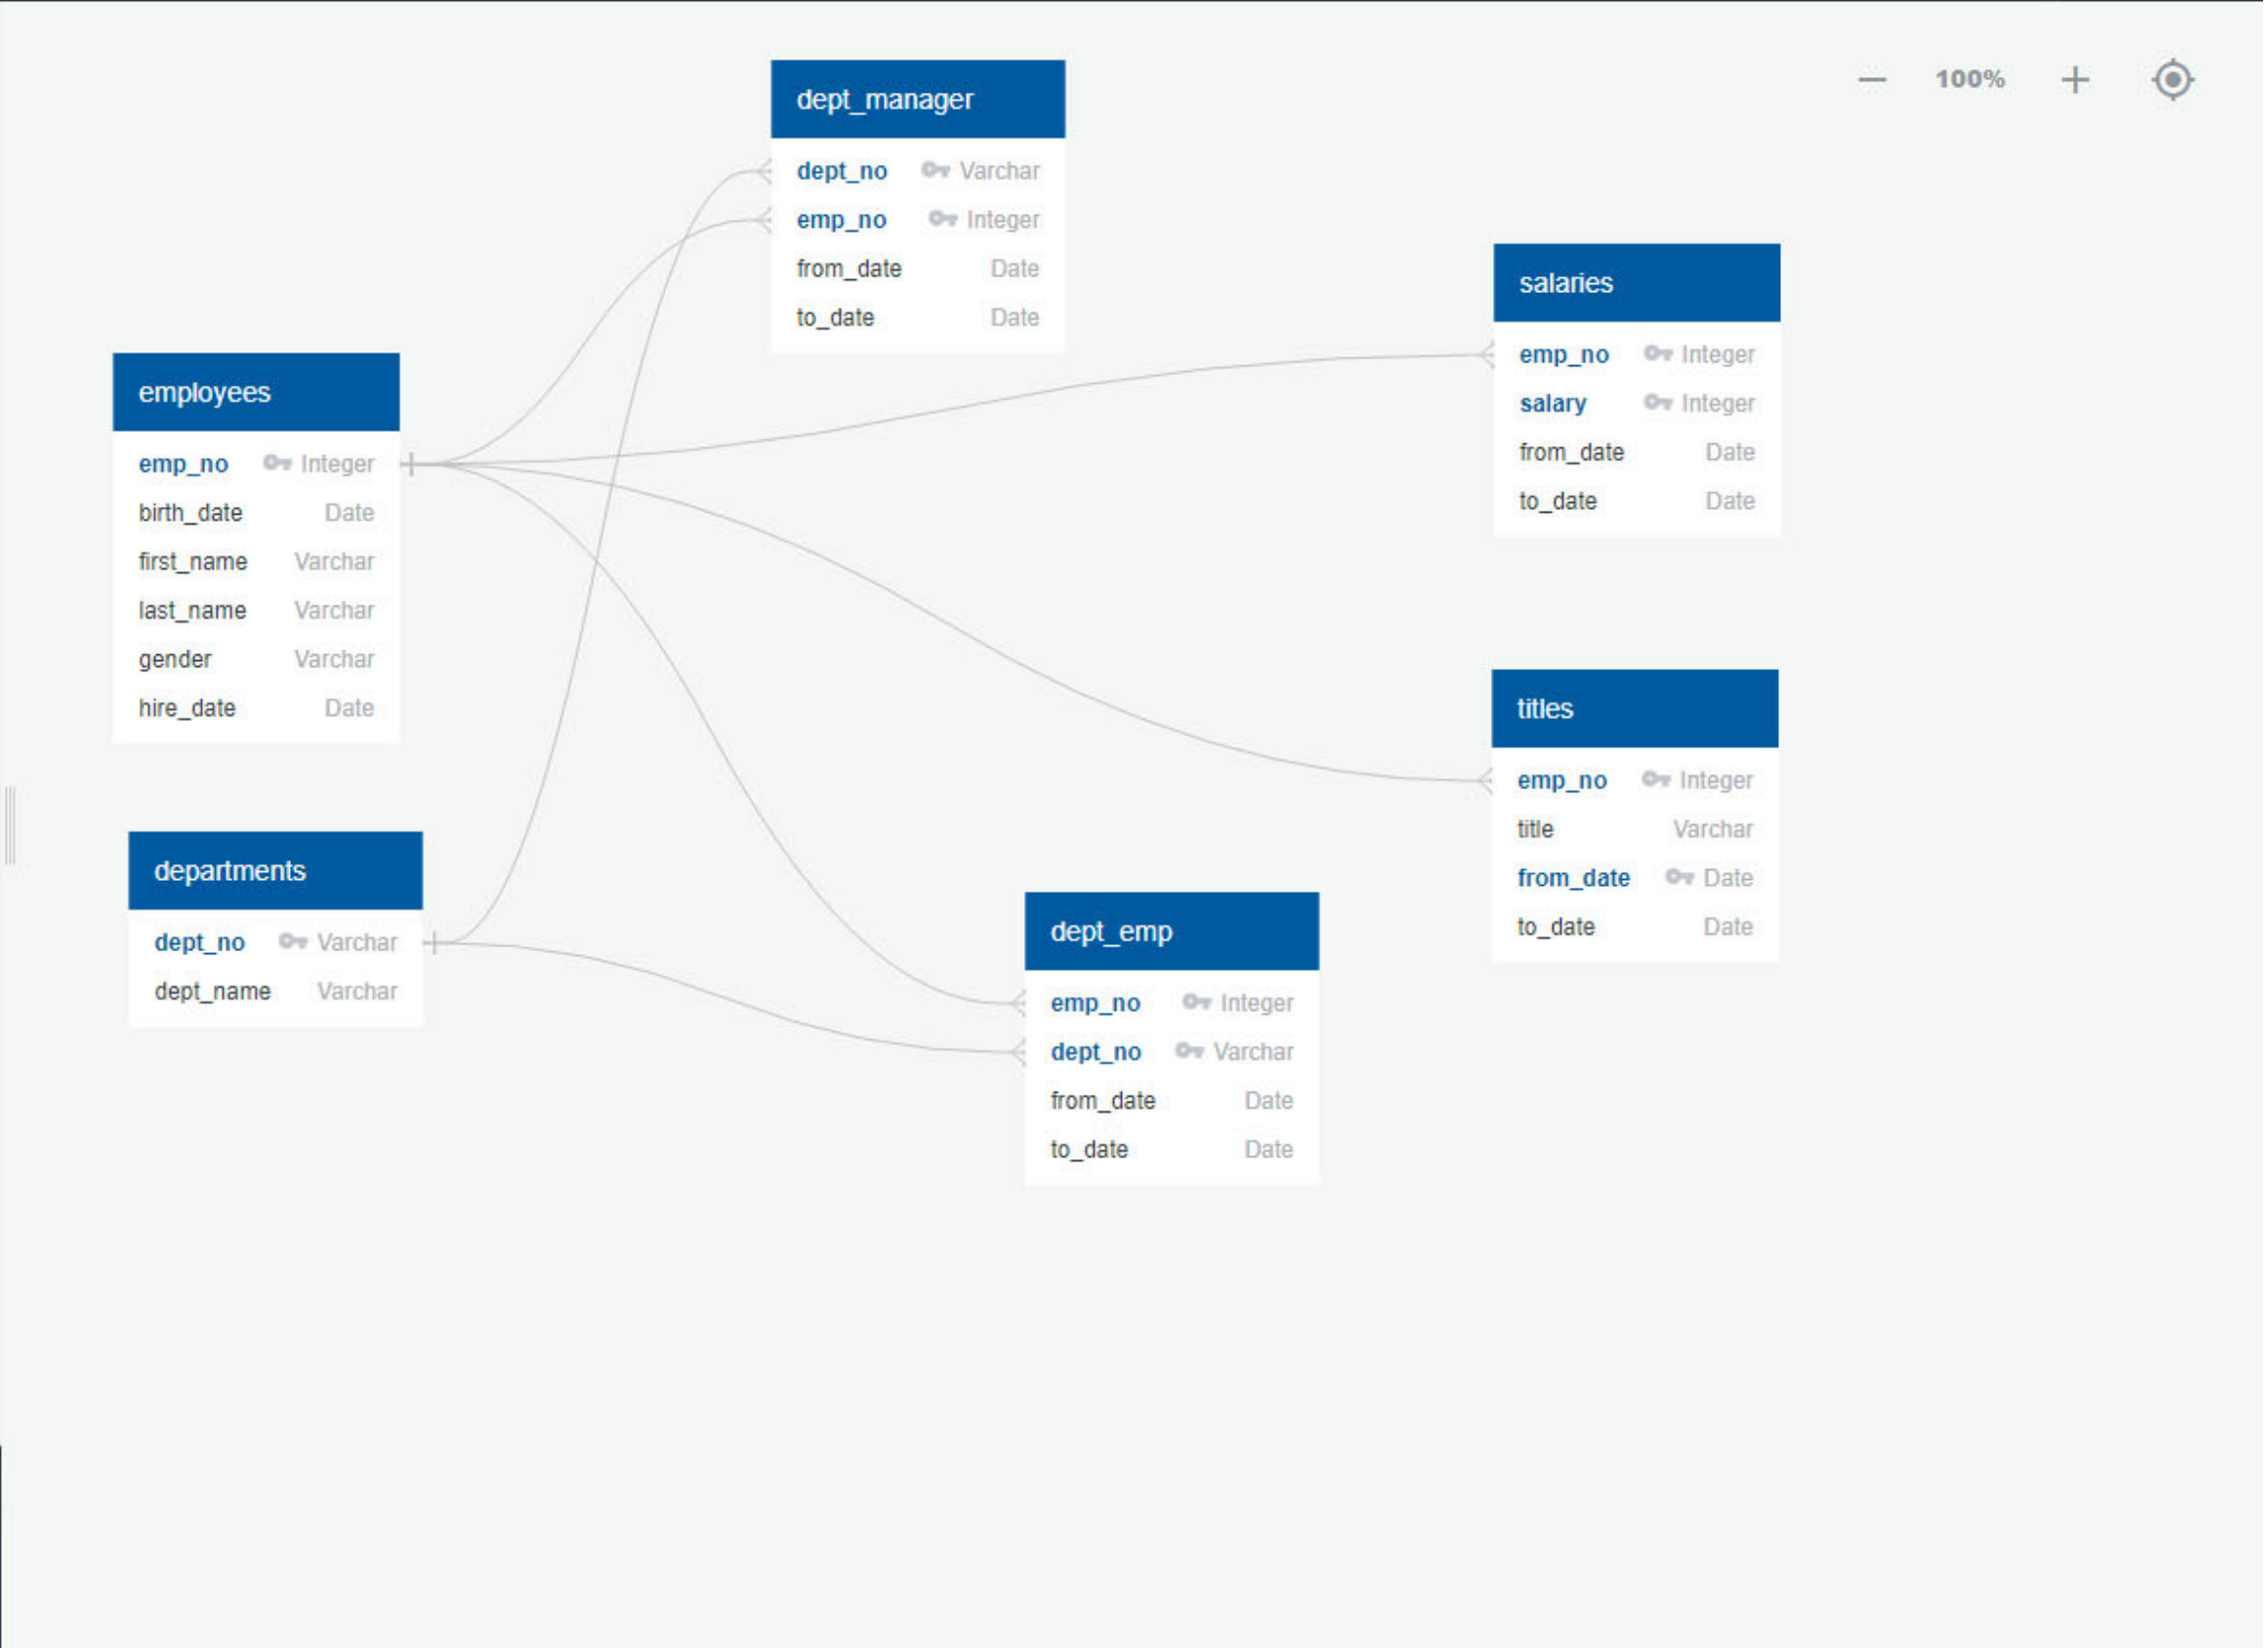 100%
dept_manager
dept_no Varchar
emp_no Integer
from_date Date
to_date Date
salaries
emp_no Integer
salary Integer
from_date Date
to_date Date
employees
emp_no Integer
birth_date Date
first_name Varchar
last_name Varchar
gender Varchar
hire_date Date
titles
emp_no Integer
title Varchar
from_date Date
to_date Date
departments
dept_no Varchar
dept_name Varchar
dept_emp
emp_no Integer
dept_no Varchar
from_date Date
to_date Date